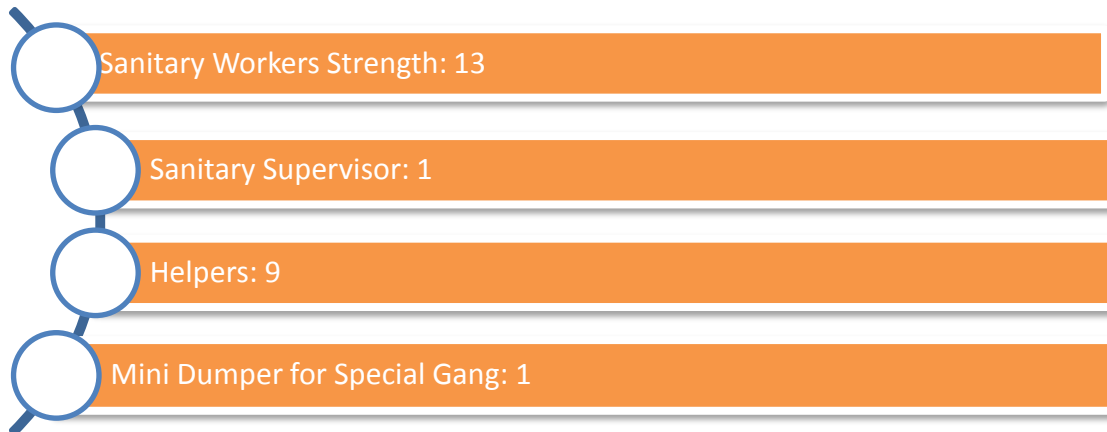 Sanitary Workers Strength: 13
Sanitary Supervisor: 1
Helpers: 9
Mini Dumper for Special Gang: 1